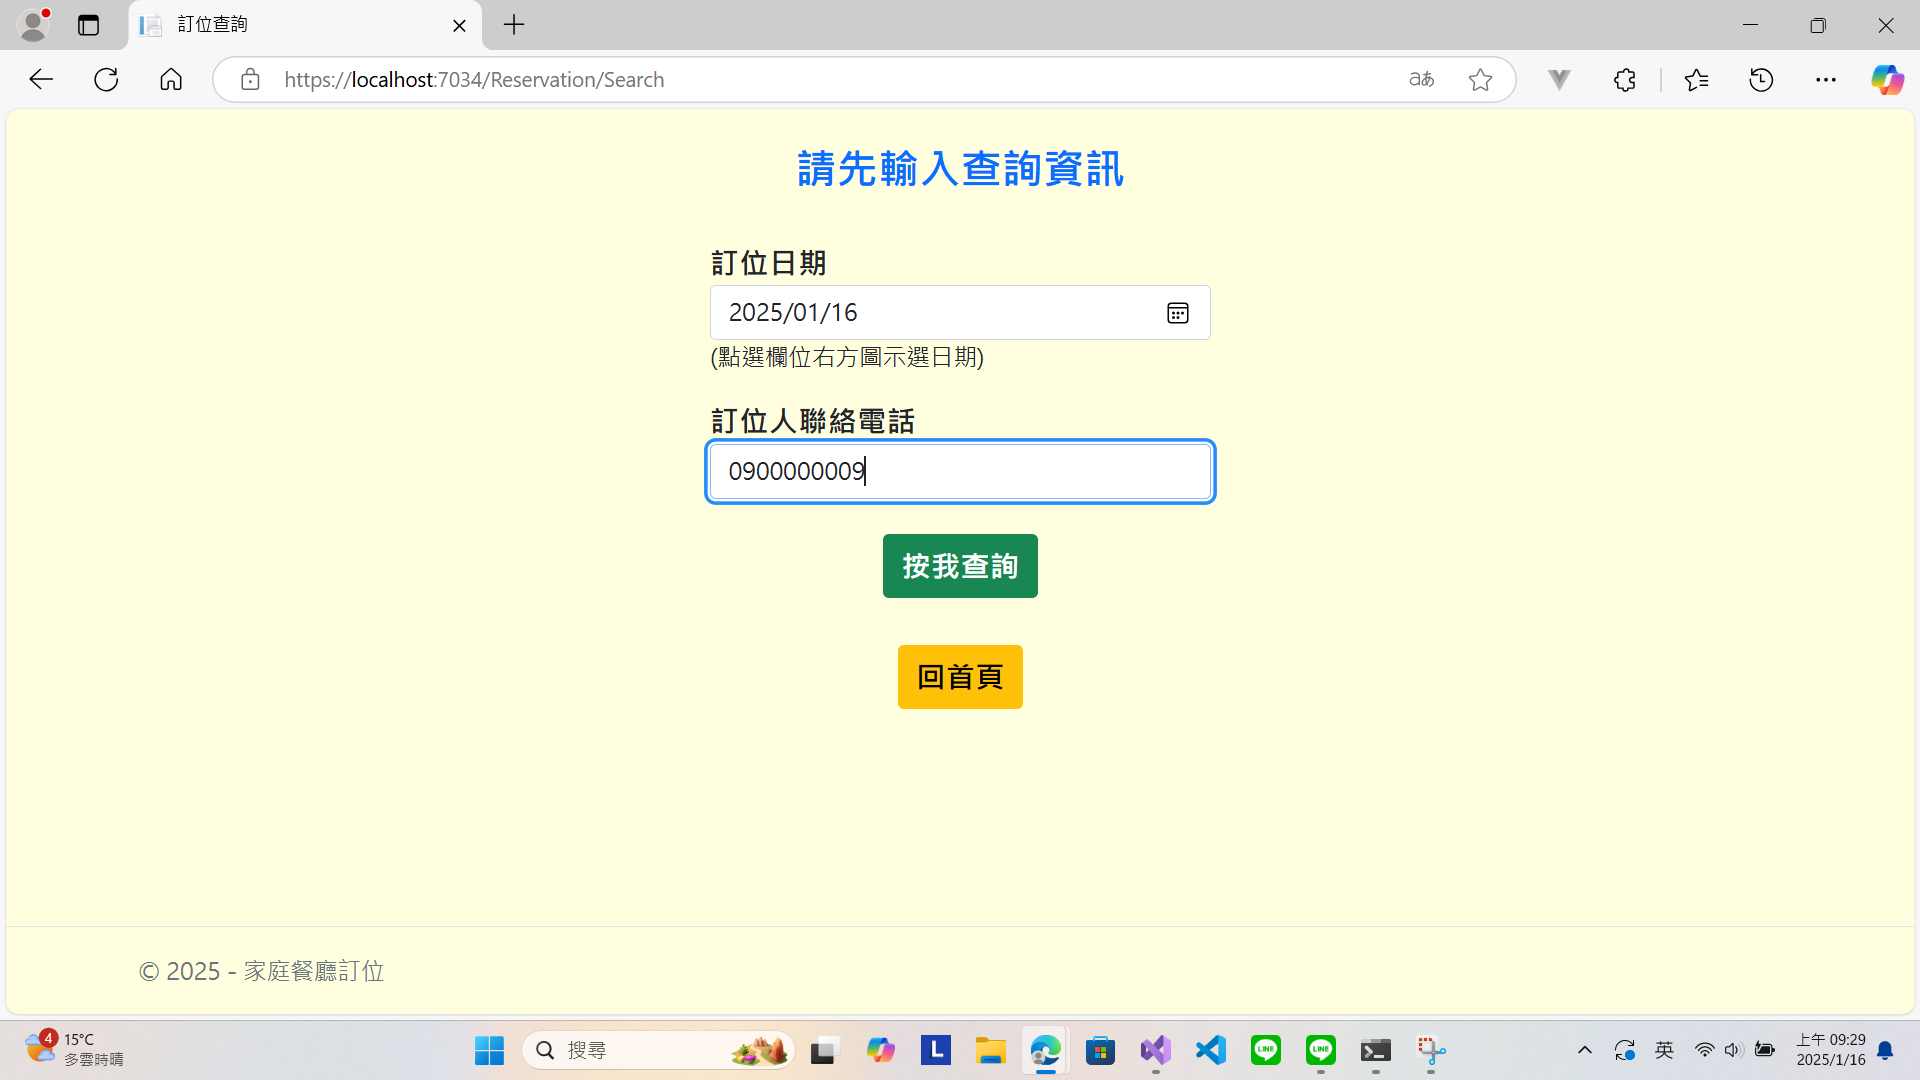 訂位查詢
https://localhost:7034/Reservation/Search
請先輸入查詢資訊
訂位日期
2025/01/16
(點選欄位右方圖示選日期)
訂位人聯絡電話
0900000009
按我查詢
回首頁
© 2025 - 家庭餐廳訂位
4
15°C
多雲時晴
搜尋
L
LINE
LINE
英
上午 09:29
2025/1/16